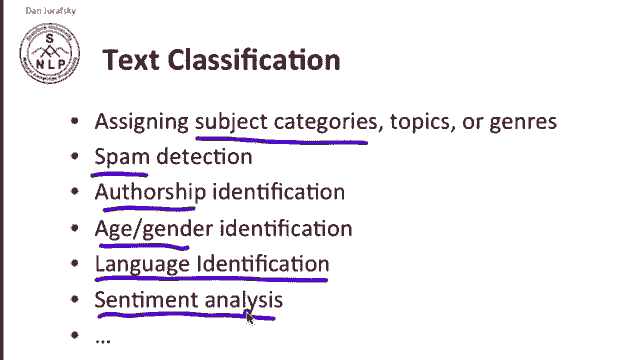 Dan Jurafsky
S
N L P
Text Classification
• Assigning subject categories, topics, or genres
• Spam detection
• Authorship identification
• Age/gender identification
• Language Identification
• Sentiment analysis
• ...